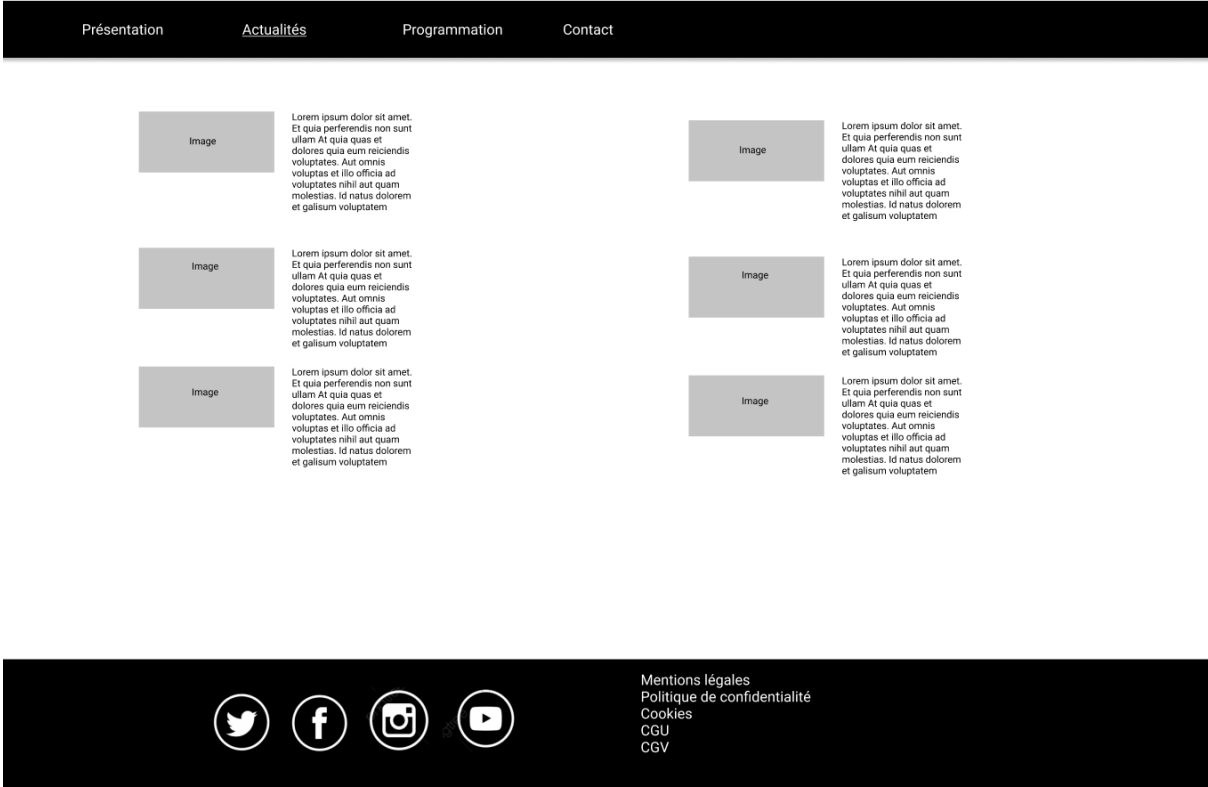 Présentation
Actualités
Programmation
Contact
Image
Lorem ipsum dolor sit amet.
Et quia perferendis non sunt
ullam At quia quas et
dolores quia eum reiciendis
voluptates. Aut omnis
voluptas et illo officia ad
voluptates nihil aut quam
molestias. Id natus dolorem
et galisum voluptatem
Image
Lorem ipsum dolor sit amet.
Et quia perferendis non sunt
ullam At quia quas et
dolores quia eum reiciendis
voluptates. Aut omnis
voluptas et illo officia ad
voluptates nihil aut quam
molestias. Id natus dolorem
et galisum voluptatem
Image
Lorem ipsum dolor sit amet.
Et quia perferendis non sunt
ullam At quia quas et
dolores quia eum reiciendis
voluptates. Aut omnis
voluptas et illo officia ad
voluptates nihil aut quam
molestias. Id natus dolorem
et galisum voluptatem
Image
Lorem ipsum dolor sit amet.
Et quia perferendis non sunt
ullam At quia quas et
dolores quia eum reiciendis
voluptates. Aut omnis
voluptas et illo officia ad
voluptates nihil aut quam
molestias. Id natus dolorem
et galisum voluptatem
Image
Lorem ipsum dolor sit amet.
Et quia perferendis non sunt
ullam At quia quas et
dolores quia eum reiciendis
voluptates. Aut omnis
voluptas et illo officia ad
voluptates nihil aut quam
molestias. Id natus dolorem
et galisum voluptatem
Image
Lorem ipsum dolor sit amet.
Et quia perferendis non sunt
ullam At quia quas et
dolores quia eum reiciendis
voluptates. Aut omnis
voluptas et illo officia ad
voluptates nihil aut quam
molestias. Id natus dolorem
et galisum voluptatem
Mentions légales
Politique de confidentialité
Cookies
CGU
CGV